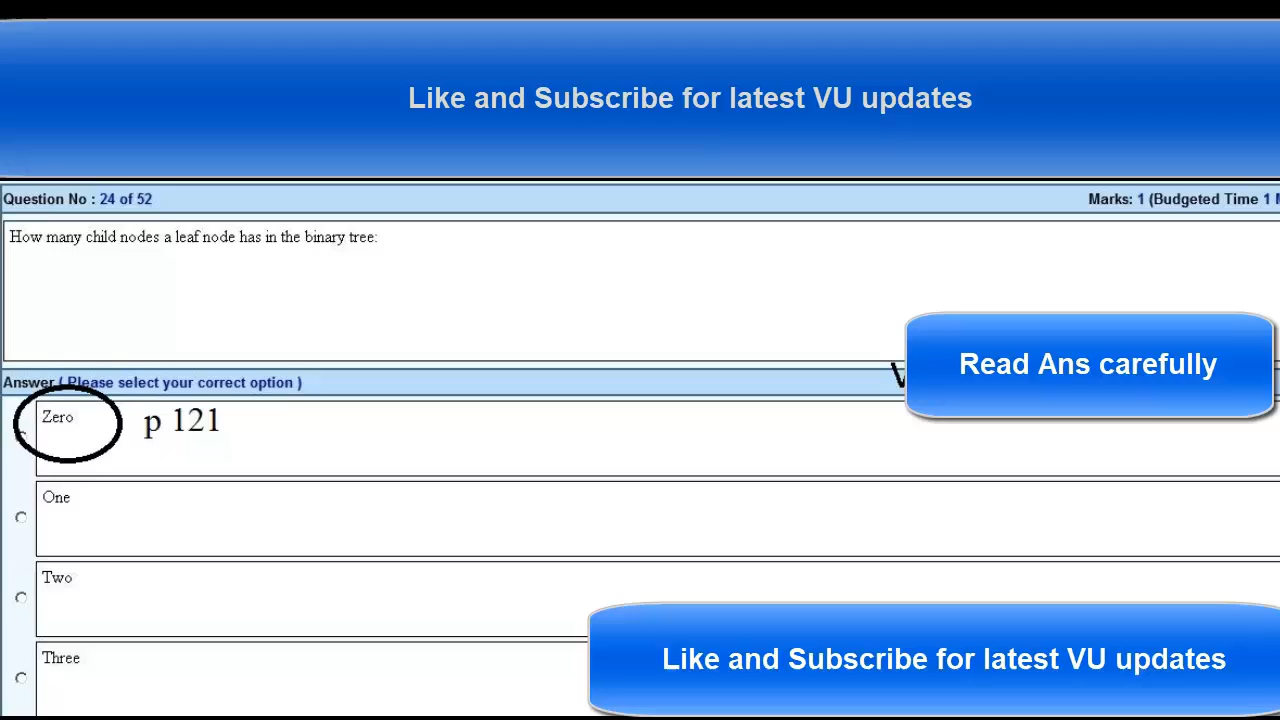 Like and Subscribe for latest VU updates
Question No : 24 of 52
Marks: 1 (Budgeted Time 1
How many child nodes a leaf node has in the binary tree:
Read Ans carefully
Answer ( Please select your correct option )
Zero
p 121
One
Two
Three
Like and Subscribe for latest VU updates